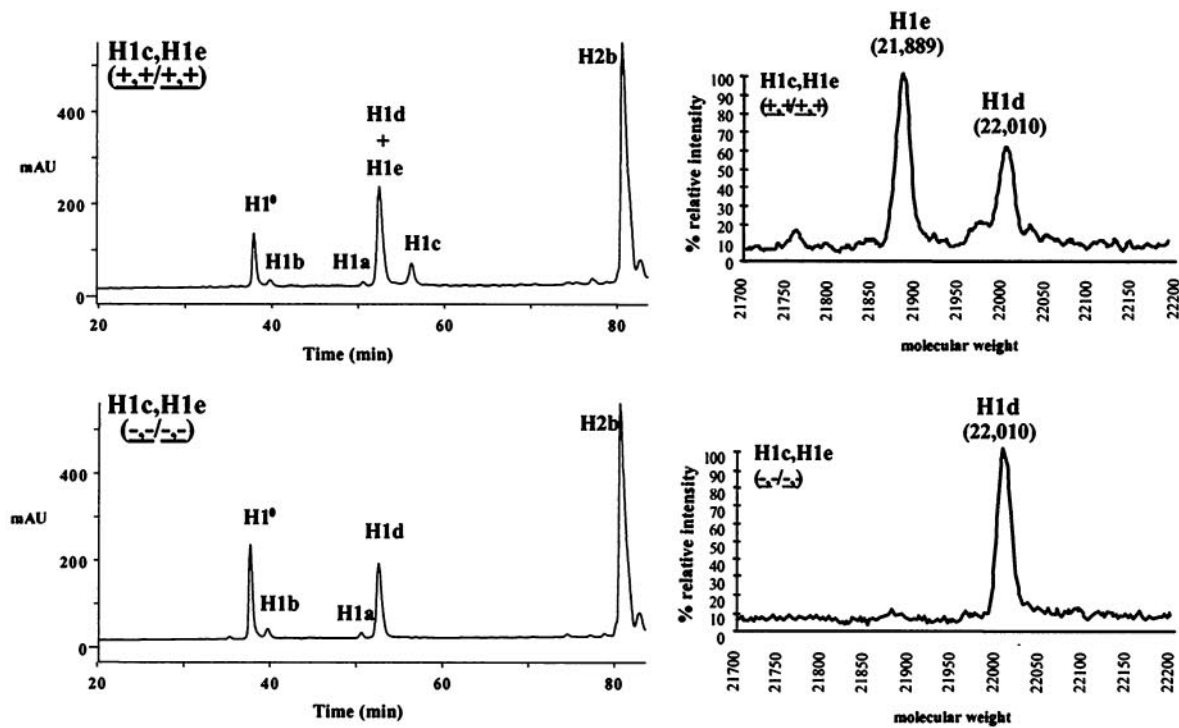 H1c,H1e
(+,+/+,+)
H2b
H1d
+
H1e
400
mAU
200
0
H1⁰
H1b
H1a
H1c
20
40
60
80
Time (min)
H1e
(21,889)
H1c,H1e
(+,+/+,+)
H1d
(22,010)
100
90
80
70
60
50
40
30
20
10
0
% relative intensity
21700
21750
21800
21850
21900
21950
22000
22050
22100
22150
22200
molecular weight
H1c,H1e
(-,-/-,-)
H2b
400
mAU
200
0
H1⁰
H1b
H1a
H1d
20
40
60
80
Time (min)
H1d
(22,010)
H1c,H1e
(-,-/-,-)
100
90
80
70
60
50
40
30
20
10
0
% relative intensity
21700
21750
21800
21850
21900
21950
22000
22050
22100
22150
22200
molecular weight